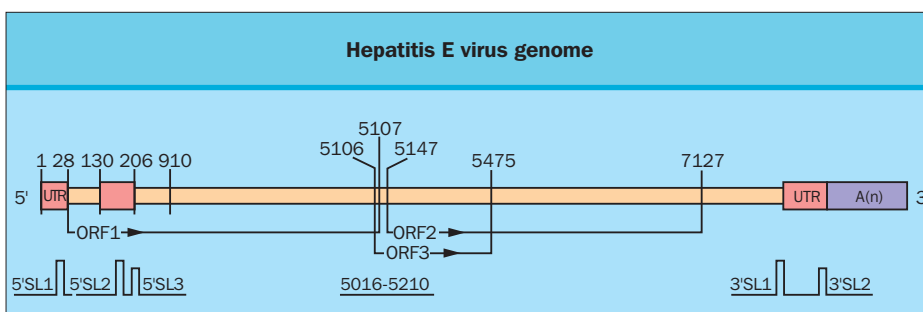 Hepatitis E virus genome
5107
5106 5147
1 28 130 206 910 5475 7127
5' UTR UTR A(n) 3
ORF1 ORF2
ORF3
5'SL1 5'SL2 5'SL3 5016-5210 3'SL1 3'SL2